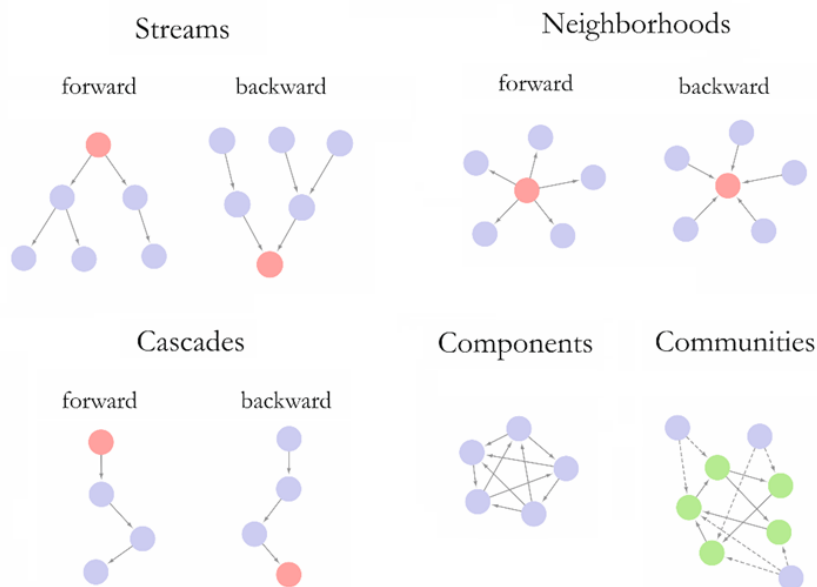 Streams
forward backward
Neighborhoods
forward backward
Cascades
forward backward
Components
Communities